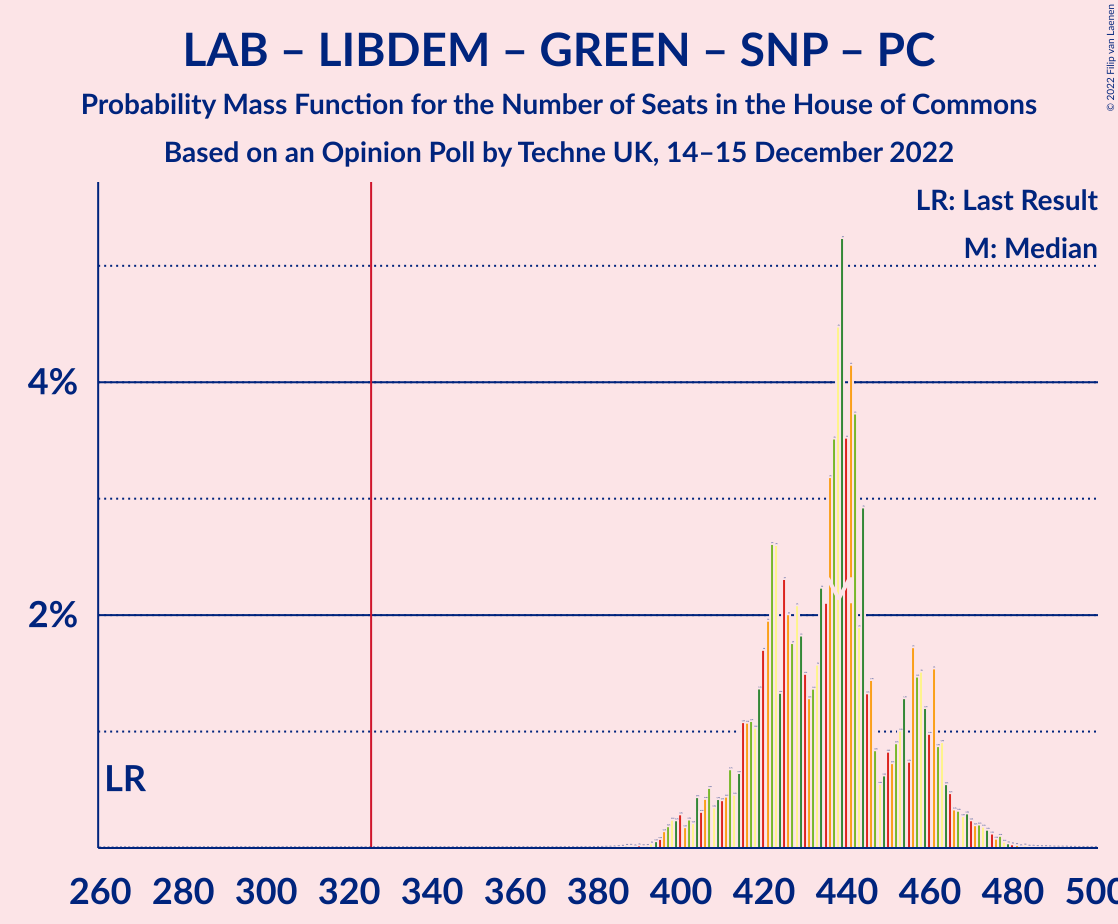 LAB – LIBDEM – GREEN – SNP – PC
Probability Mass Function for the Number of Seats in the House of Commons
Based on an Opinion Poll by Techne UK, 14–15 December 2022
© 2022 Filip van Laenen
LR: Last Result
M: Median
4%
2%
M
LR
260 280 300 320 340 360 380 400 420 440 460 480 500